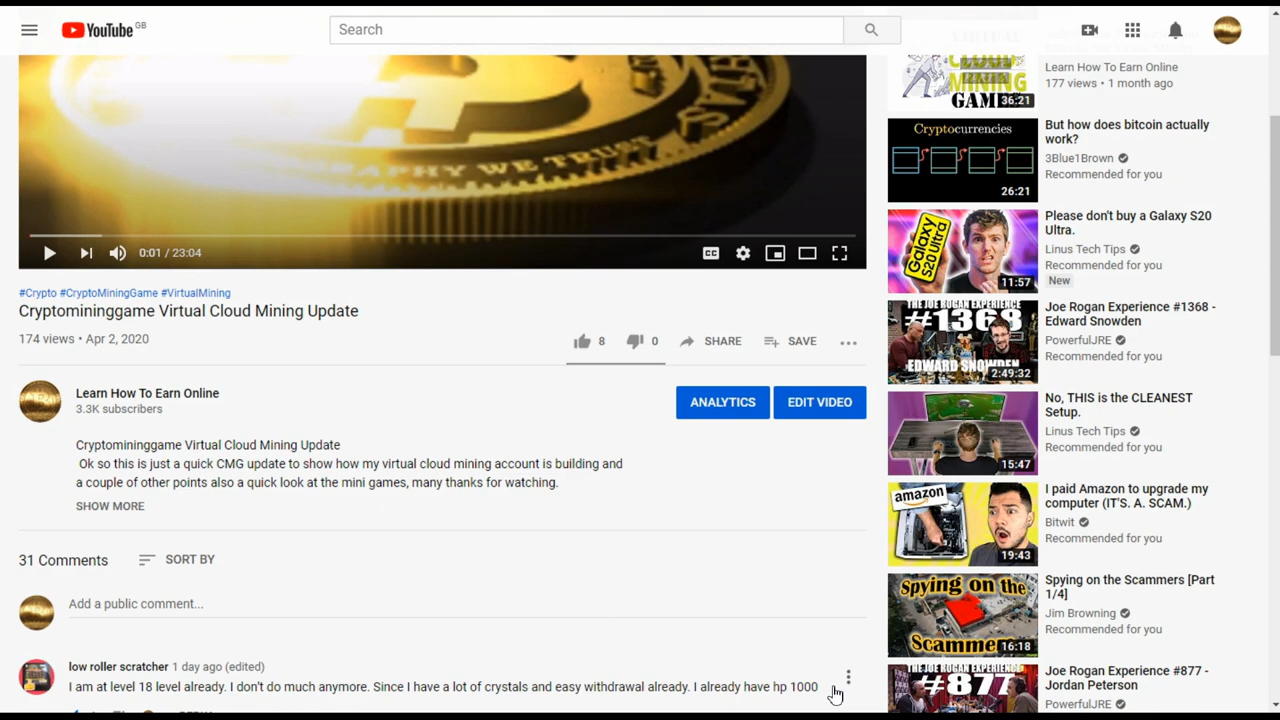 YouTube GB
Search
0:01 / 23:04
#Crypto #CryptoMiningGame #VirtualMining
Cryptomininggame Virtual Cloud Mining Update
174 views • Apr 2, 2020
8
0
SHARE
SAVE
Learn How To Earn Online
3.3K subscribers
ANALYTICS
EDIT VIDEO
Cryptomininggame Virtual Cloud Mining Update
Ok so this is just a quick CMG update to show how my virtual cloud mining account is building and
a couple of other points also a quick look at the mini games, many thanks for watching.
SHOW MORE
31 Comments
SORT BY
Add a public comment...
low roller scratcher 1 day ago (edited)
I am at level 18 level already. I don't do much anymore. Since I have a lot of crystals and easy withdrawal already. I already have hp 1000
CLOUD
MINING
GAME
36:21
Learn How To Earn Online
177 views • 1 month ago
Cryptocurrencies
26:21
But how does bitcoin actually
work?
3Blue1Brown
Recommended for you
Galaxy
S20
Ultra
11:57
Please don't buy a Galaxy S20
Ultra.
Linus Tech Tips
Recommended for you
New
THE JOE ROGAN EXPERIENCE
#1368
EDWARD SNOWDEN
2:49:32
Joe Rogan Experience #1368 -
Edward Snowden
PowerfulJRE
Recommended for you
15:47
No, THIS is the CLEANEST
Setup.
Linus Tech Tips
Recommended for you
amazon
19:43
I paid Amazon to upgrade my
computer (IT'S. A. SCAM.)
Bitwit
Recommended for you
Spying on the
Scammers
16:18
Spying on the Scammers [Part
1/4]
Jim Browning
Recommended for you
THE JOE ROGAN EXPERIENCE
#877
Joe Rogan Experience #877 -
Jordan Peterson
PowerfulJRE